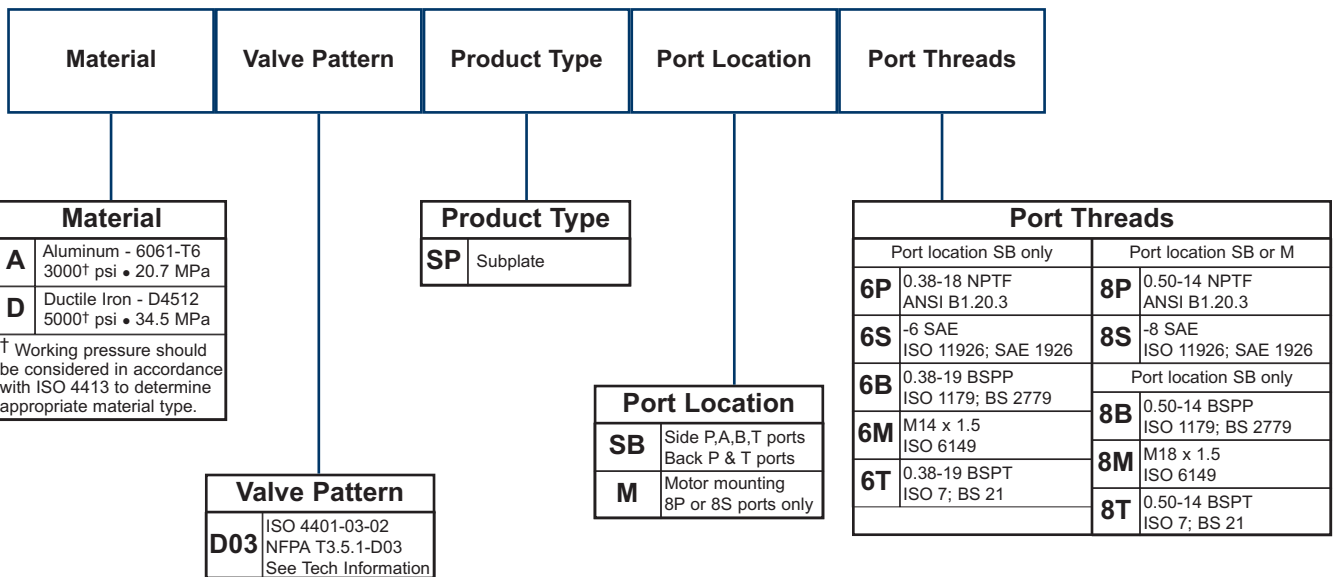 Material
Valve Pattern
Product Type
Port Location
Port Threads
Material
A
Aluminum - 6061-T6
3000† psi • 20.7 MPa
D
Ductile Iron - D4512
5000† psi • 34.5 MPa
† Working pressure should
be considered in accordance
with ISO 4413 to determine
appropriate material type.
Valve Pattern
D03
ISO 4401-03-02
NFPA T3.5.1-D03
See Tech Information
Product Type
SP
Subplate
Port Location
SB
Side P,A,B,T ports
Back P & T ports
M
Motor mounting
8P or 8S ports only
Port Threads
Port location SB only
6P
0.38-18 NPTF
ANSI B1.20.3
6S
-6 SAE
ISO 11926; SAE 1926
6B
0.38-19 BSPP
ISO 1179; BS 2779
6M
M14 x 1.5
ISO 6149
6T
0.38-19 BSPT
ISO 7; BS 21
Port location SB or M
8P
0.50-14 NPTF
ANSI B1.20.3
8S
-8 SAE
ISO 11926; SAE 1926
Port location SB only
8B
0.50-14 BSPP
ISO 1179; BS 2779
8M
M18 x 1.5
ISO 6149
8T
0.50-14 BSPT
ISO 7; BS 21